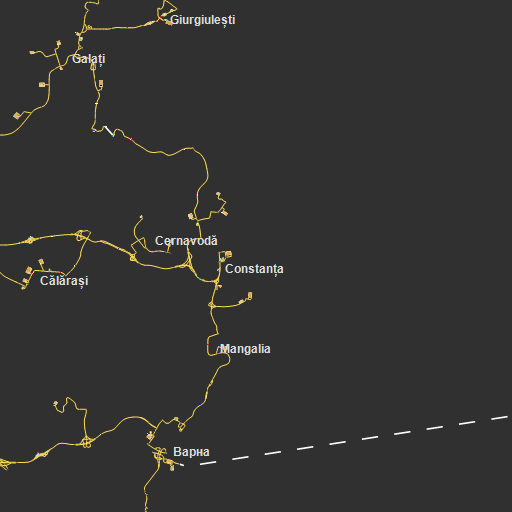 Giurgiulești
Galați
Cernavodă
Constanța
Călărași
Mangalia
Варна